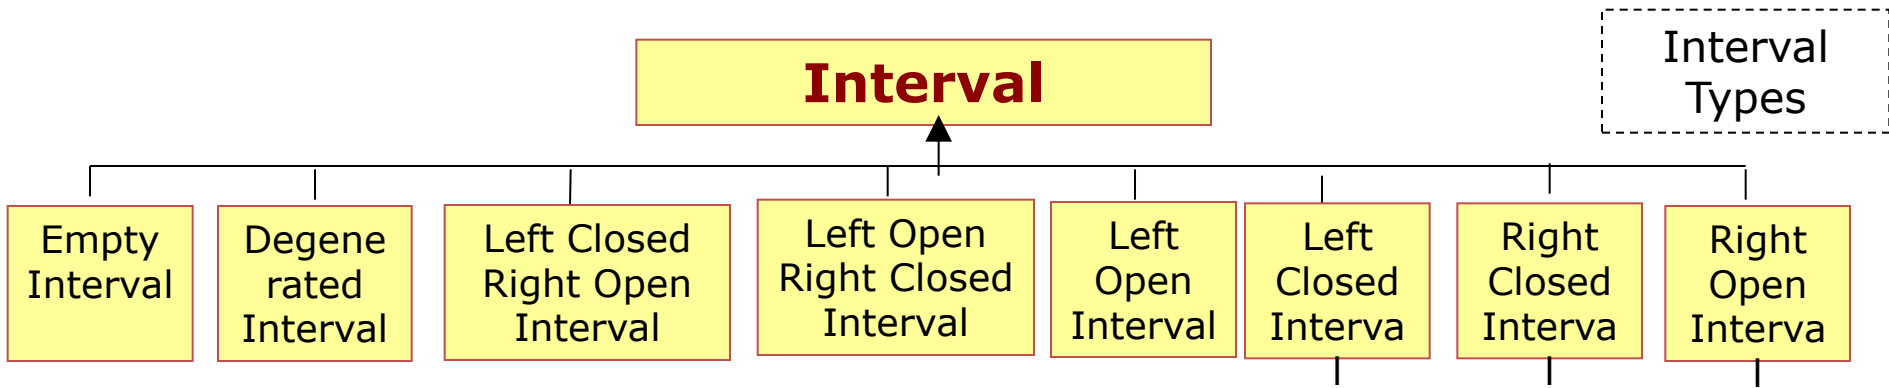 Interval
Interval
Types
Empty
Interval
Degene
rated
Interval
Left Closed
Right Open
Interval
Left Open
Right Closed
Interval
Left
Open
Interval
Left
Closed
Interva
Right
Closed
Interva
Right
Open
Interva